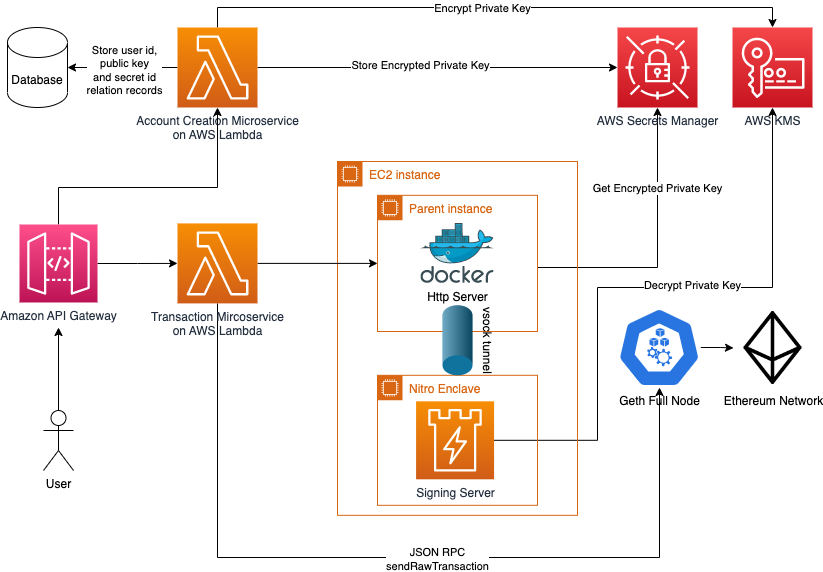 Encrypt Private Key
Store user id,
public key
and secret id
relation records
Database
Store Encrypted Private Key
Account Creation Microservice
on AWS Lambda
AWS Secrets Manager
AWS KMS
EC2 instance
Get Encrypted Private Key
Parent instance
docker
Http Server
Decrypt Private Key
Amazon API Gateway
Transaction Mircoservice
on AWS Lambda
vsock tunnel
Nitro Enclave
Geth Full Node
Ethereum Network
User
Signing Server
JSON RPC
sendRawTransaction